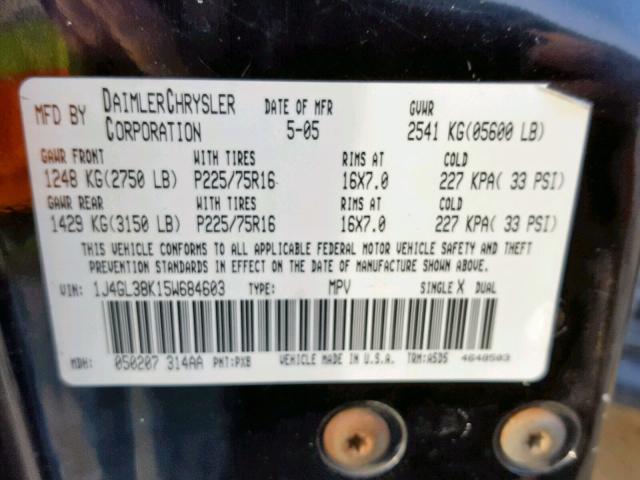 MFD BY DAIMLERCHRYSLER CORPORATION DATE OF MFR 5-05 GVWR 2541 KG(05600 LB)
GAWR FRONT WITH TIRES RIMS AT COLD
1248 KG(2750 LB) P225/75R16 16X7.0 227 KPA( 33 PSI)
GAWR REAR WITH TIRES RIMS AT COLD
1429 KG(3150 LB) P225/75R16 16X7.0 227 KPA( 33 PSI)
THIS VEHICLE CONFORMS TO ALL APPLICABLE FEDERAL MOTOR VEHICLE SAFETY AND THEFT
PREVENTION STANDARDS IN EFFECT ON THE DATE OF MANUFACTURE SHOWN ABOVE.
VIN: 1J4GL38K15W684603 TYPE: MPV SINGLE X DUAL
MDH: 050207 314AA PNT:PXB VEHICLE MADE IN U.S.A. TRM:A5D5 4648503